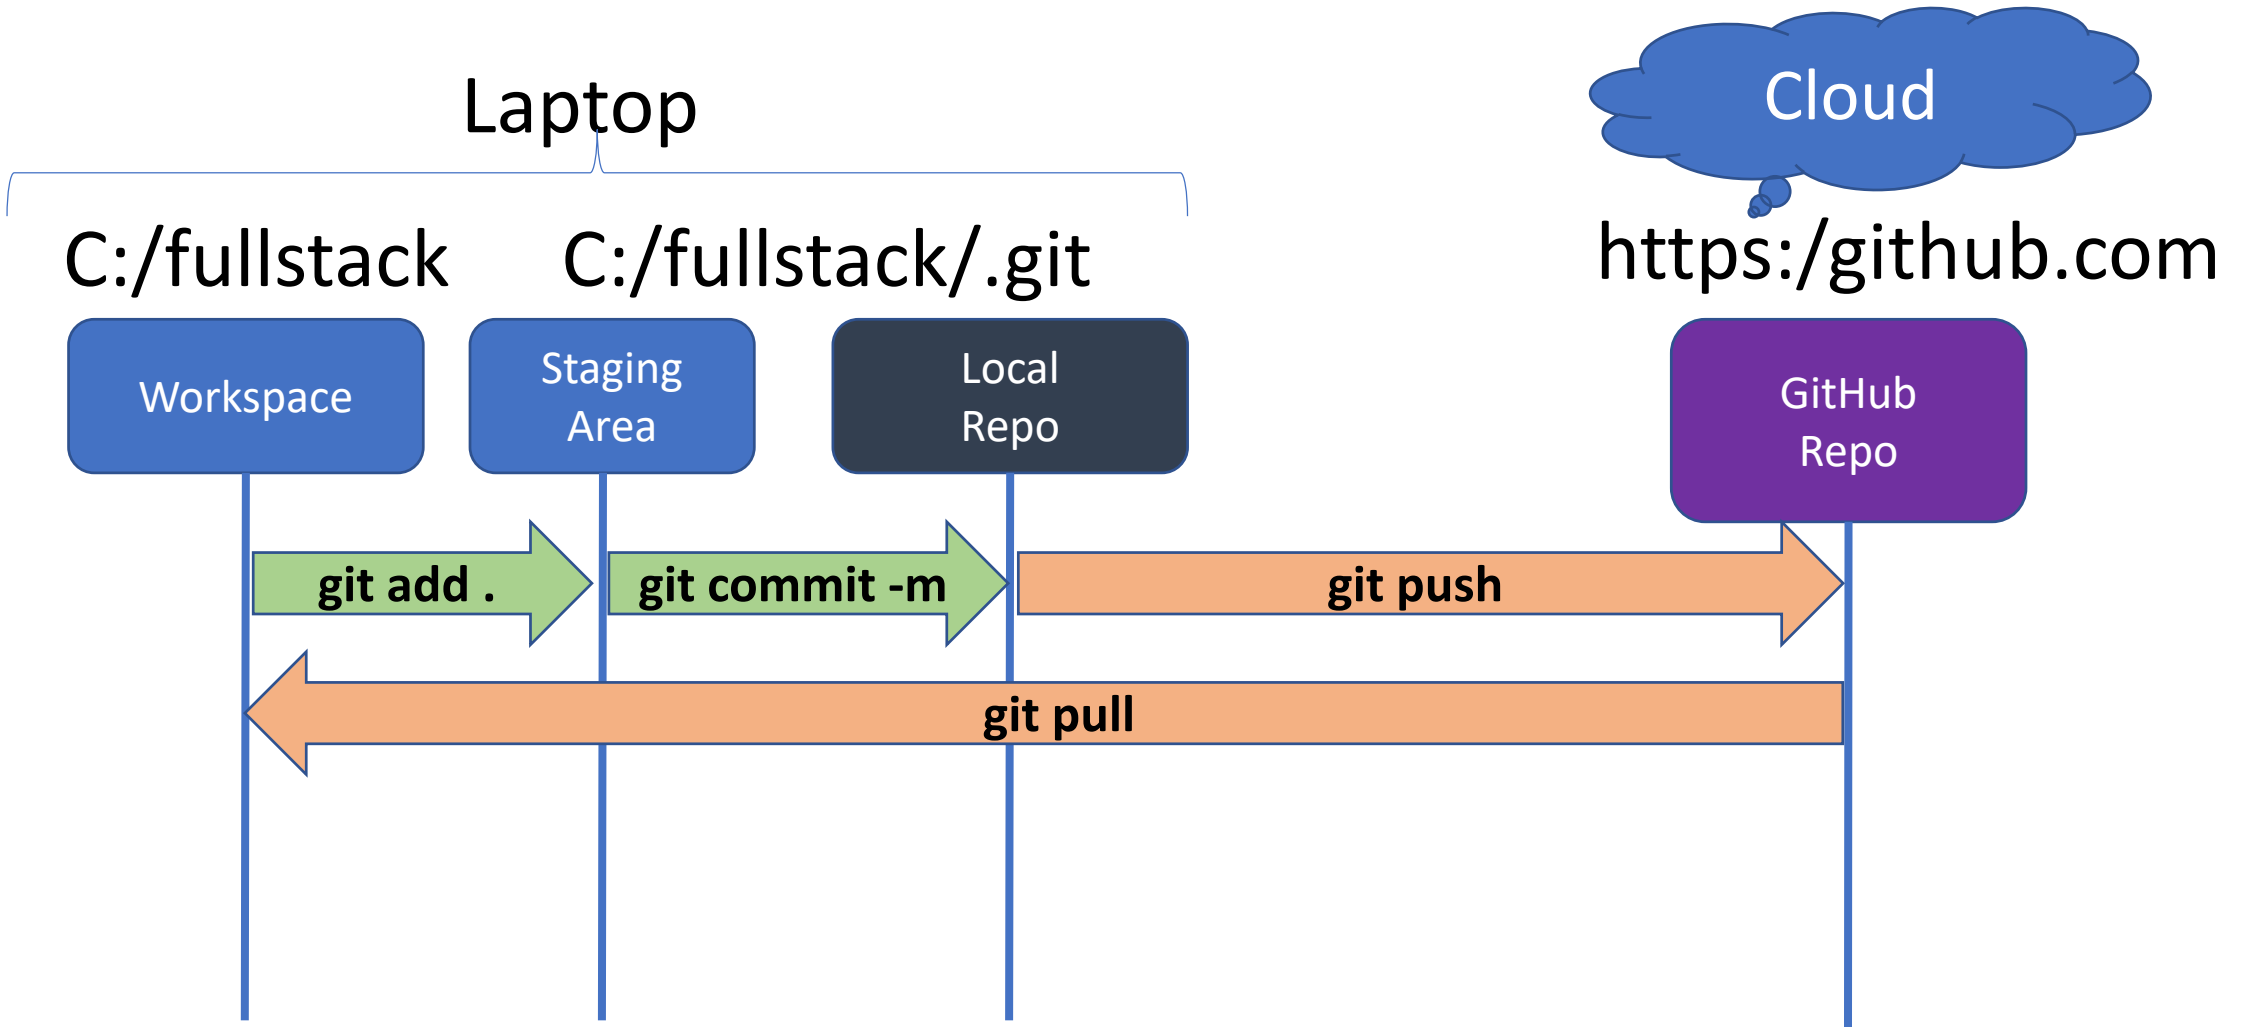 Laptop
Cloud
C:/fullstack
C:/fullstack/.git
https:/github.com
Workspace
Staging
Area
Local
Repo
GitHub
Repo
git add .
git commit -m
git push
git pull